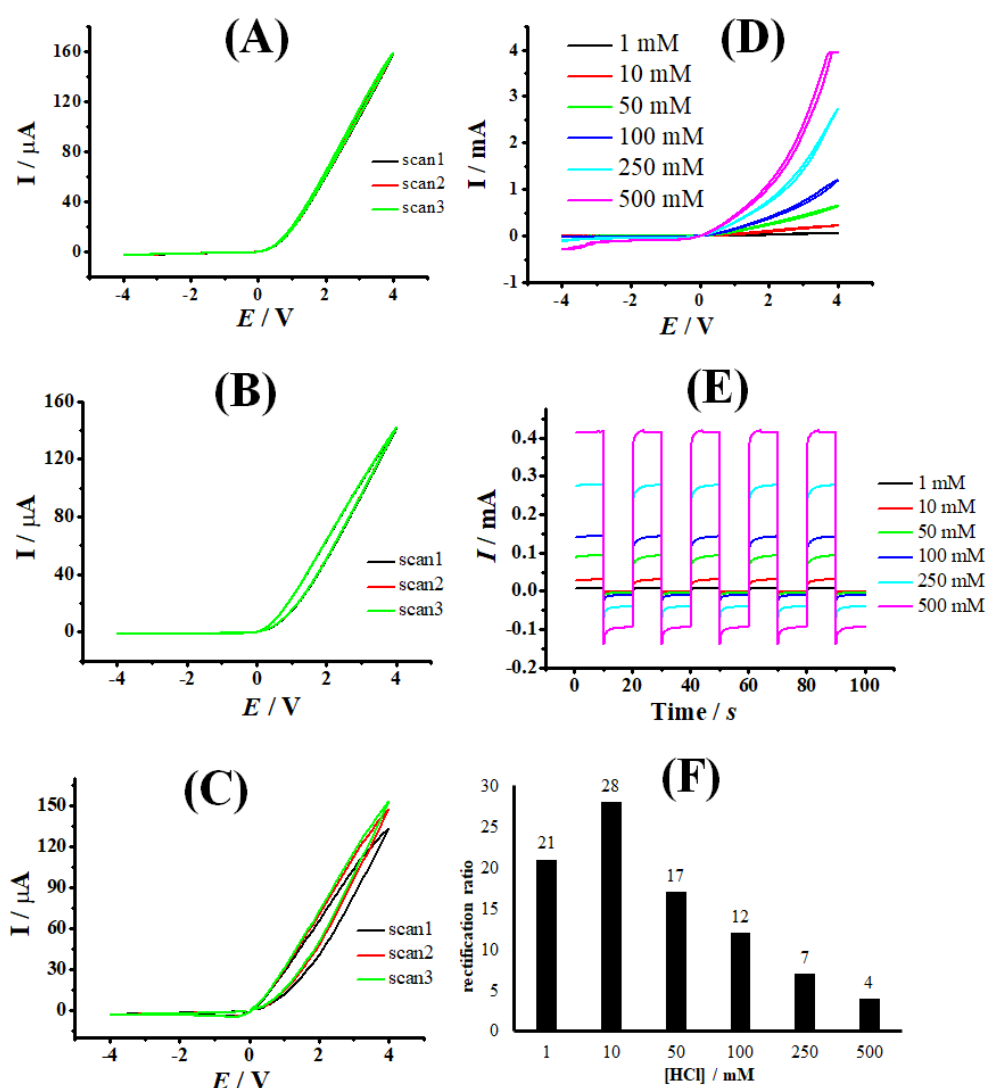 (A)
160
120
80
40
0
I / µA
scan1
scan2
scan3
-4 -2 0 2 4
E / V
(D)
1 mM
10 mM
50 mM
100 mM
250 mM
500 mM
4
3
2
1
0
-1
I / mA
-4 -2 0 2 4
E / V
(B)
160
120
80
40
0
I / µA
scan1
scan2
scan3
-4 -2 0 2 4
E / V
(E)
0.4
0.3
0.2
0.1
0.0
-0.1
-0.2
I / mA
1 mM
10 mM
50 mM
100 mM
250 mM
500 mM
0 20 40 60 80 100
Time / s
(C)
150
120
90
60
30
0
I / µA
scan1
scan2
scan3
-4 -2 0 2 4
E / V
(F)
30
25
20
15
10
5
0
rectification ratio
21 28 17 12 7 4
1 10 50 100 250 500
[HCl] / mM